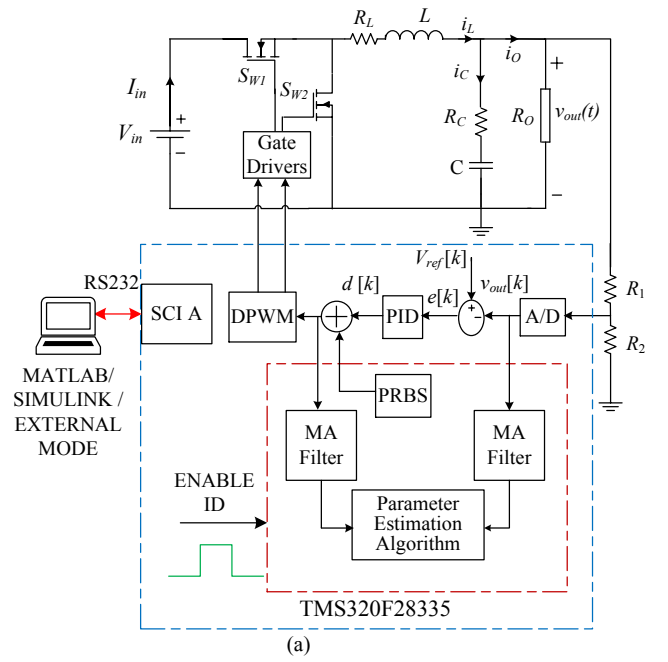 R_L
L
i_L
i_O
S_W1
S_W2
i_C
I_in
+
V_in
−
Gate
Drivers
R_C
C
R_O
+
v_out(t)
−
RS232
SCI A
DPWM
d [k]
+
PID
e[k]
V_ref[k]
+
-
v_out[k]
A/D
R_1
R_2
MATLAB/
SIMULINK /
EXTERNAL
MODE
PRBS
MA
Filter
MA
Filter
ENABLE
ID
Parameter
Estimation
Algorithm
TMS320F28335
(a)